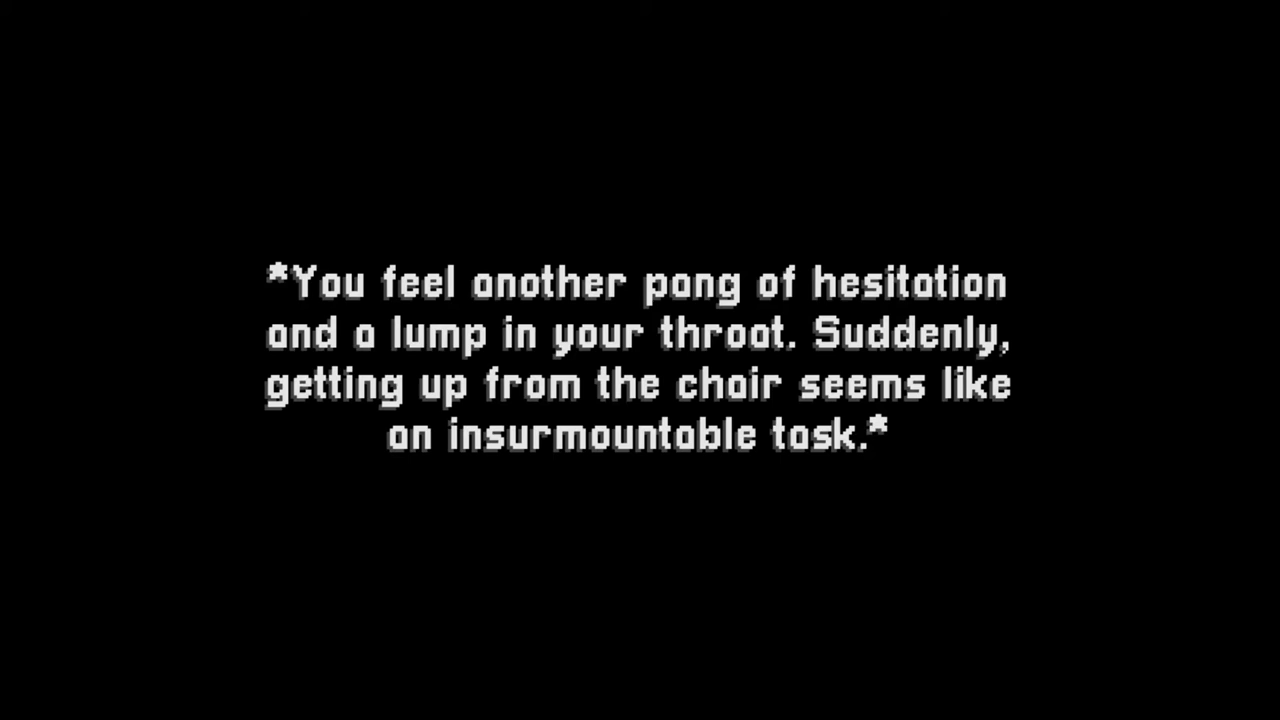 *You feel another pang of hesitation
and a lump in your throat. Suddenly,
getting up from the chair seems like
an insurmountable task.*